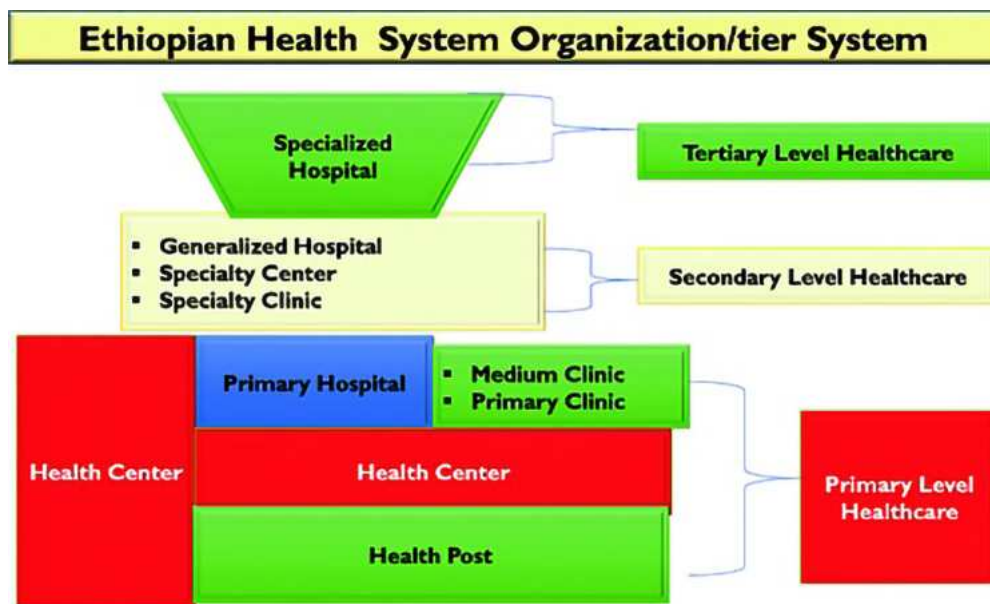 Ethiopian Health System Organization/tier System
Specialized
Hospital
Tertiary Level Healthcare
▪ Generalized Hospital
▪ Specialty Center
▪ Specialty Clinic
Secondary Level Healthcare
Health Center
Primary Hospital
▪ Medium Clinic
▪ Primary Clinic
Health Center
Health Post
Primary Level
Healthcare